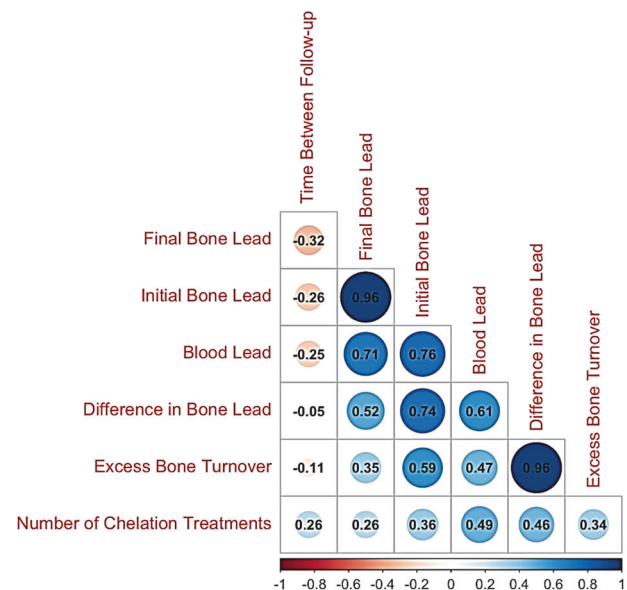 Time Between Follow-up
Final Bone Lead
Initial Bone Lead
Blood Lead
Difference in Bone Lead
Excess Bone Turnover
Final Bone Lead -0.32
Initial Bone Lead -0.26 0.96
Blood Lead -0.25 0.71 0.76
Difference in Bone Lead -0.05 0.52 0.74 0.61
Excess Bone Turnover -0.11 0.35 0.59 0.47 0.96
Number of Chelation Treatments 0.26 0.26 0.36 0.49 0.46 0.34
-1 -0.8 -0.6 -0.4 -0.2 0 0.2 0.4 0.6 0.8 1